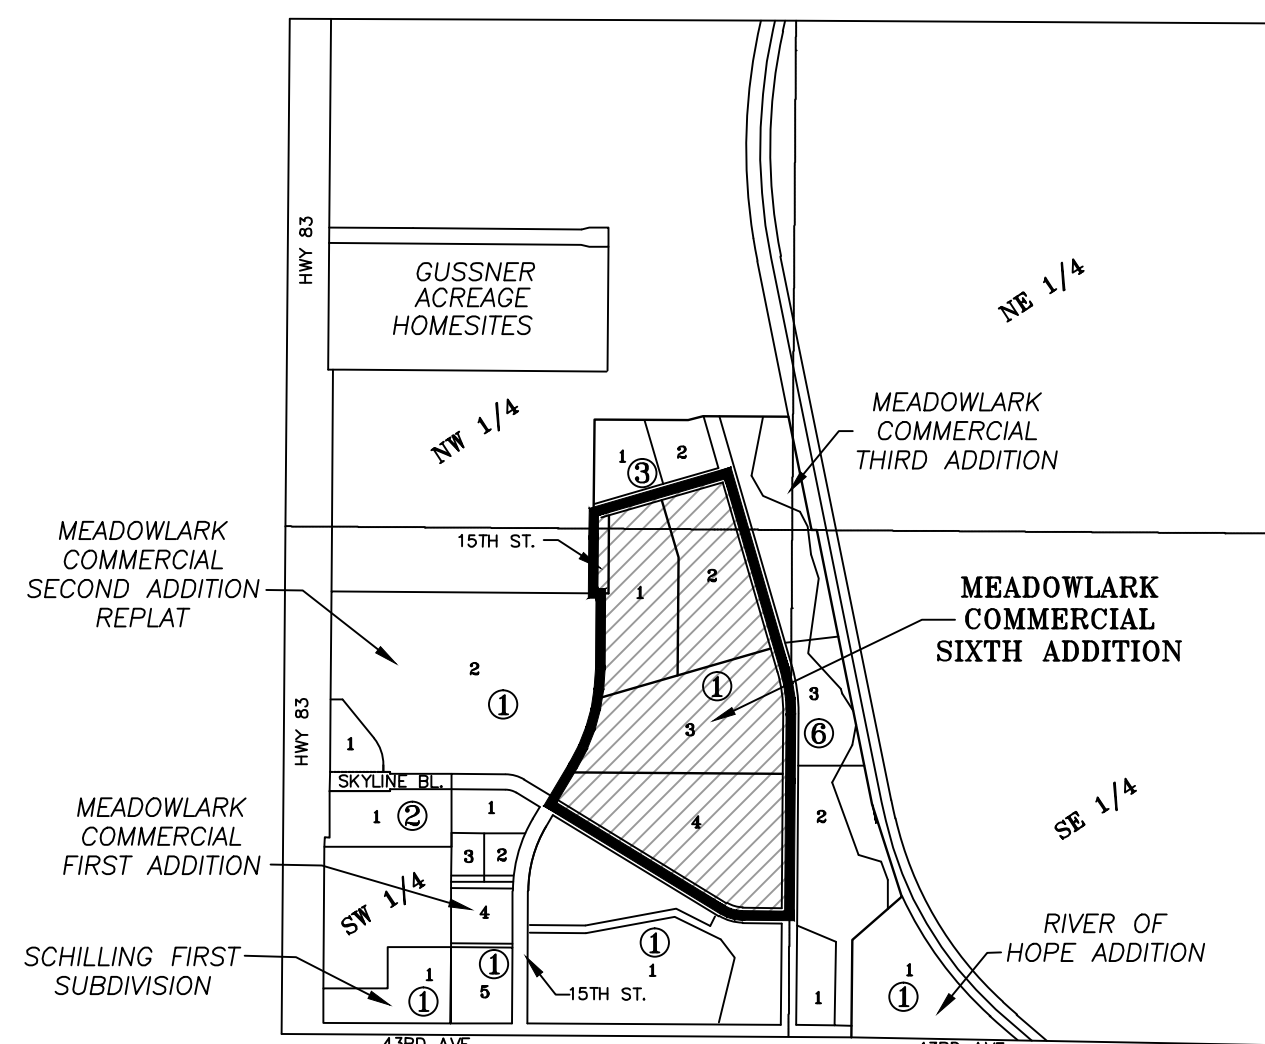 HWY 83
GUSSNER
ACREAGE
HOMESITES
NE 1/4
NW 1/4
MEADOWLARK
COMMERCIAL
THIRD ADDITION
1
2
3
15TH ST.
MEADOWLARK
COMMERCIAL
SECOND ADDITION
REPLAT
1
2
MEADOWLARK
COMMERCIAL
SIXTH ADDITION
2
1
1
3
3
6
HWY 83
1
SKYLINE BL.
MEADOWLARK
COMMERCIAL
FIRST ADDITION
1
2
1
3
2
4
2
SE 1/4
SW 1/4
4
SCHILLING FIRST
SUBDIVISION
1
1
1
5
15TH ST.
1
1
1
1
1
RIVER OF
HOPE ADDITION
43RD AVE
43RD AVE